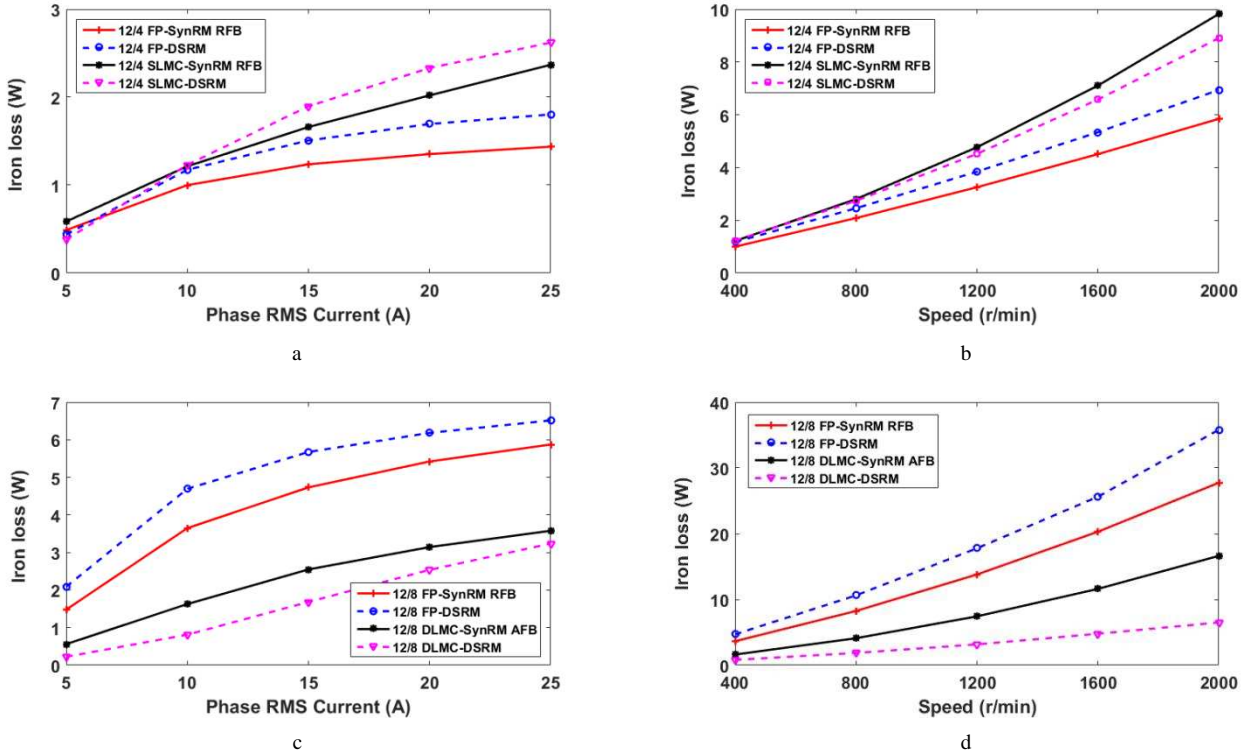 3
2
1
0
Iron loss (W)
12/4 FP-SynRM RFB
12/4 FP-DSRM
12/4 SLMC-SynRM RFB
12/4 SLMC-DSRM
5 10 15 20 25
Phase RMS Current (A)
a
10
8
6
4
2
0
Iron loss (W)
12/4 FP-SynRM RFB
12/4 FP-DSRM
12/4 SLMC-SynRM RFB
12/4 SLMC-DSRM
400 800 1200 1600 2000
Speed (r/min)
b
7
6
5
4
3
2
1
0
Iron loss (W)
12/8 FP-SynRM RFB
12/8 FP-DSRM
12/8 DLMC-SynRM AFB
12/8 DLMC-DSRM
5 10 15 20 25
Phase RMS Current (A)
c
40
30
20
10
0
Iron loss (W)
12/8 FP-SynRM RFB
12/8 FP-DSRM
12/8 DLMC-SynRM AFB
12/8 DLMC-DSRM
400 800 1200 1600 2000
Speed (r/min)
d